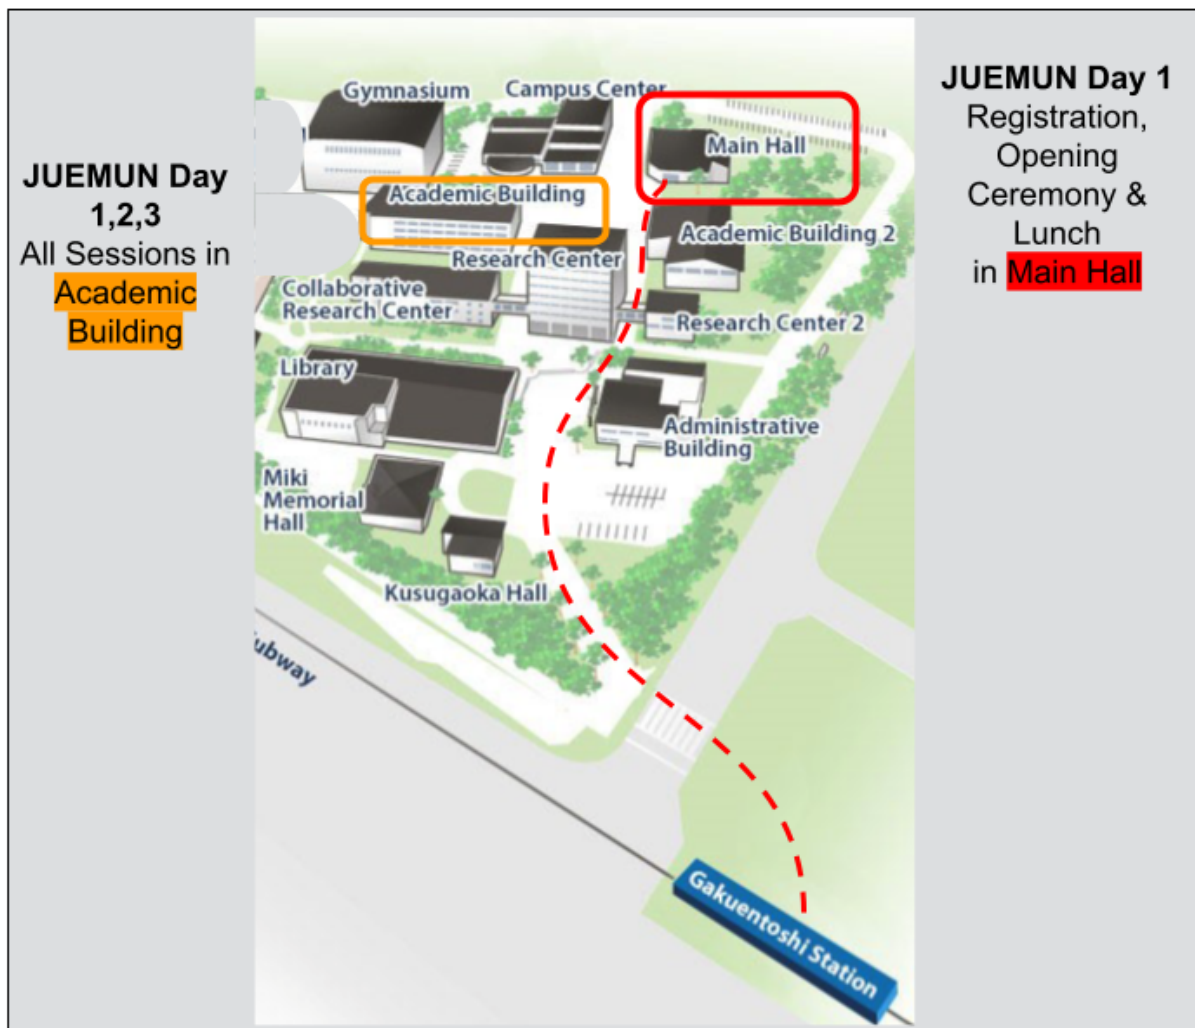 JUEMUN Day
1,2,3
All Sessions in
Academic
Building
Gymnasium
Campus Center
Main Hall
Academic Building
Academic Building 2
Research Center
Collaborative
Research Center
Research Center 2
Library
Administrative
Building
Miki
Memorial
Hall
Kusugaoka Hall
Subway
Gakuentoshi Station
JUEMUN Day 1
Registration,
Opening
Ceremony &
Lunch
in Main Hall